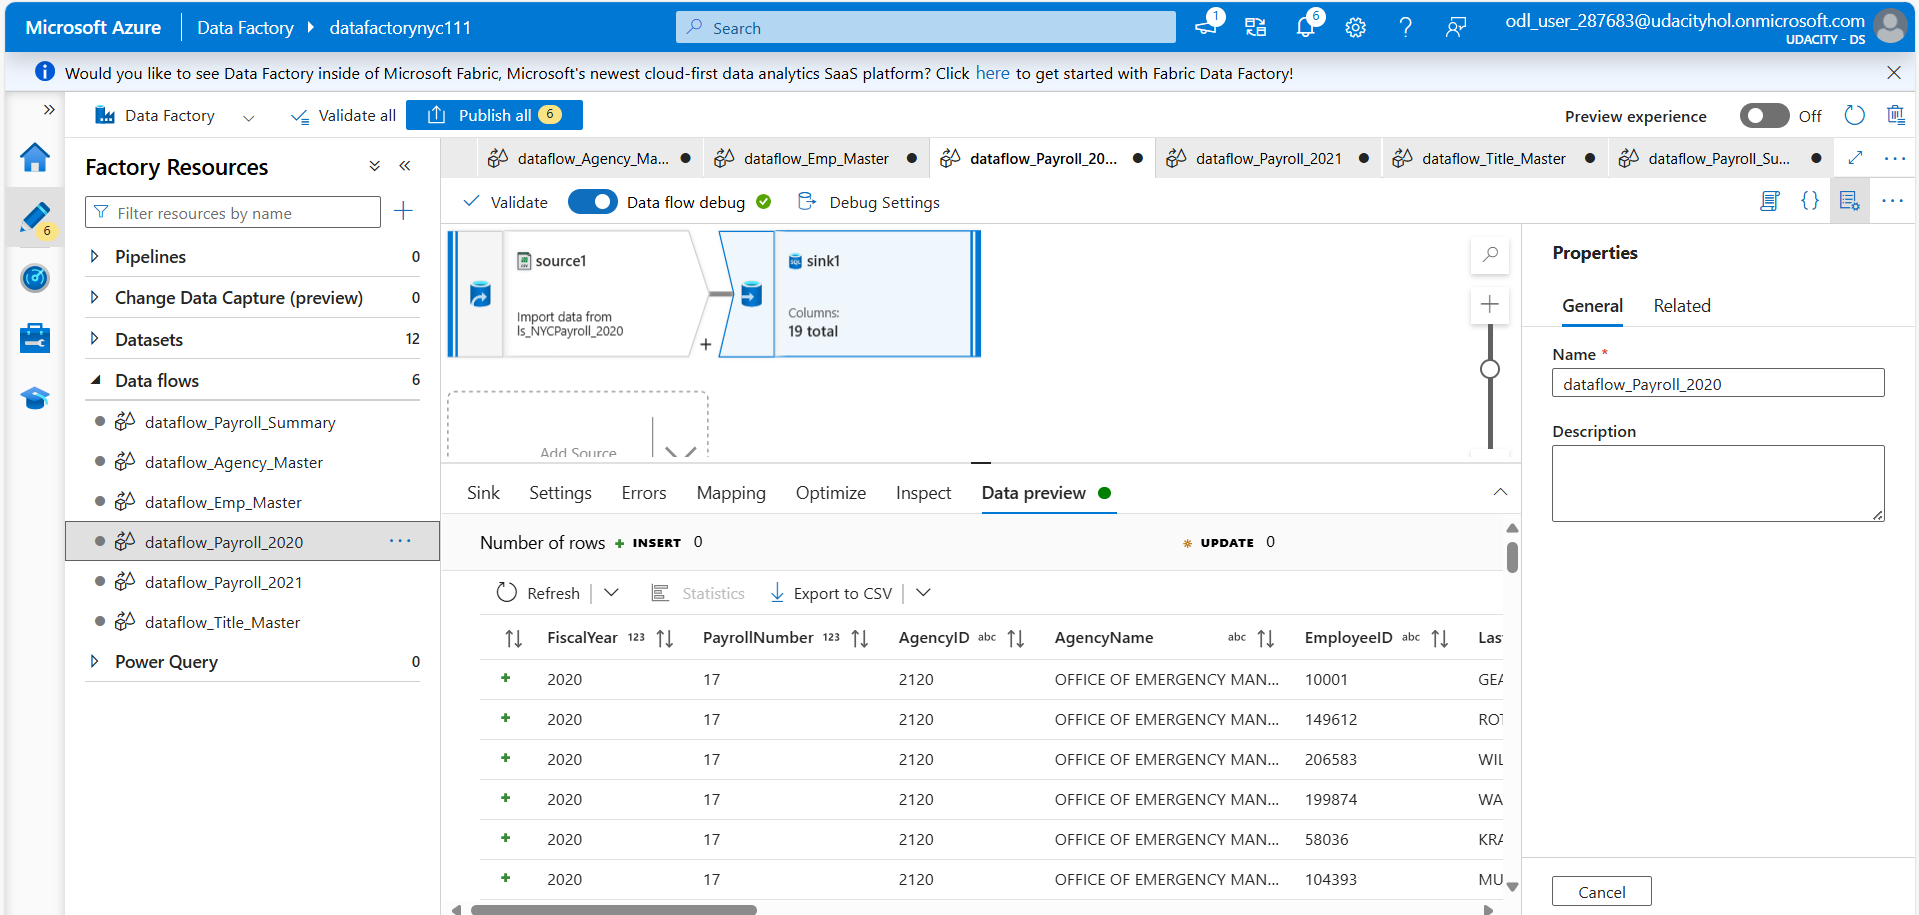 Microsoft Azure
Data Factory
datafactorynyc111
Search
1
6
odl_user_287683@udacityhol.onmicrosoft.com
UDACITY - DS
Would you like to see Data Factory inside of Microsoft Fabric, Microsoft's newest cloud-first data analytics SaaS platform? Click here to get started with Fabric Data Factory!
Data Factory
Validate all
Publish all 6
Preview experience
Off
6
Factory Resources
Filter resources by name
Pipelines 0
Change Data Capture (preview) 0
Datasets 12
Data flows 6
dataflow_Payroll_Summary
dataflow_Agency_Master
dataflow_Emp_Master
dataflow_Payroll_2020
dataflow_Payroll_2021
dataflow_Title_Master
Power Query 0
dataflow_Agency_Ma...
dataflow_Emp_Master
dataflow_Payroll_20...
dataflow_Payroll_2021
dataflow_Title_Master
dataflow_Payroll_Su...
Validate
Data flow debug
Debug Settings
source1
Import data from
ls_NYCPayroll_2020
sink1
Columns:
19 total
Add Source
Sink Settings Errors Mapping Optimize Inspect Data preview
Number of rows + INSERT 0 UPDATE 0
Refresh Statistics Export to CSV
FiscalYear 123 PayrollNumber 123 AgencyID abc AgencyName abc EmployeeID abc Las
2020 17 2120 OFFICE OF EMERGENCY MAN... 10001 GEA
2020 17 2120 OFFICE OF EMERGENCY MAN... 149612 ROT
2020 17 2120 OFFICE OF EMERGENCY MAN... 206583 WIL
2020 17 2120 OFFICE OF EMERGENCY MAN... 199874 WA
2020 17 2120 OFFICE OF EMERGENCY MAN... 58036 KRA
2020 17 2120 OFFICE OF EMERGENCY MAN... 104393 MU
Properties
General Related
Name *
dataflow_Payroll_2020
Description
Cancel